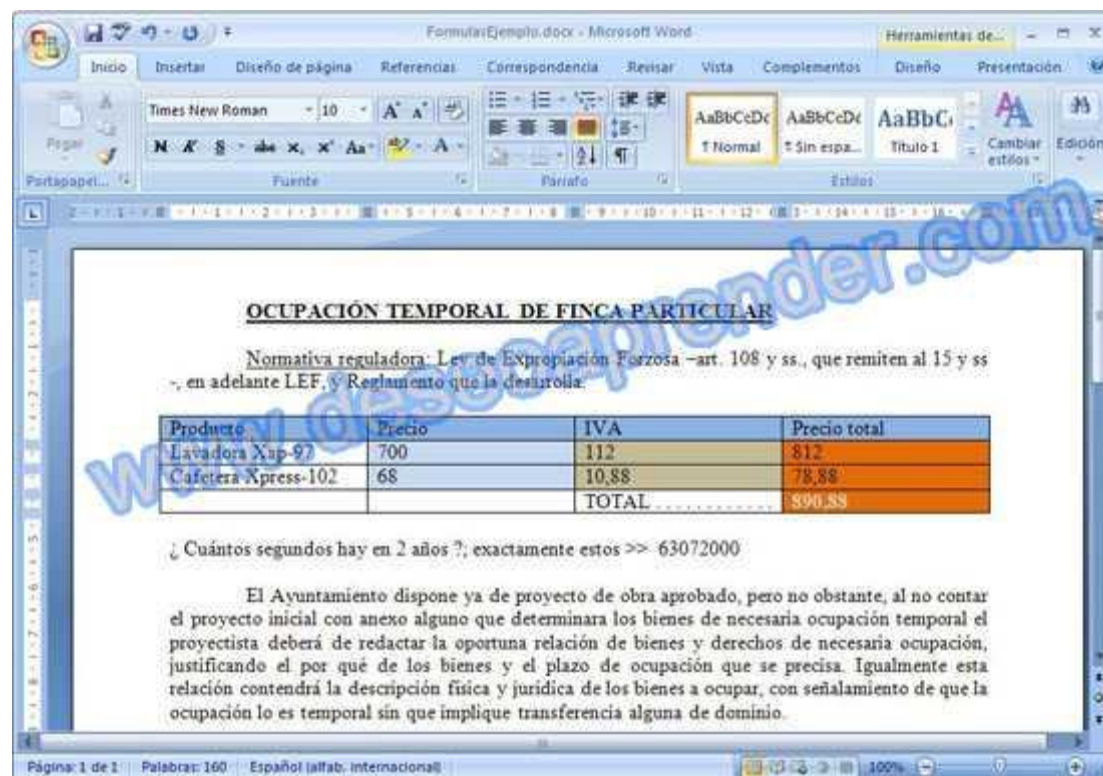 FormulasEjemplo.docx - Microsoft Word
Herramientas de...
Inicio Insertar Diseño de página Referencias Correspondencia Revisar Vista Complementos Diseño Presentación
Times New Roman 10
AaBbCcDc AaBbCcDc AaBbC
Pegar
N K S abe x, x² Aa
¶ Normal ¶ Sin espa... Título 1
Cambiar estilos
Edición
Portapapel... Fuente Párrafo Estilos
www.deseoaprender.com
OCUPACIÓN TEMPORAL DE FINCA PARTICULAR
Normativa reguladora: Ley de Expropiación Forzosa –art. 108 y ss., que remiten al 15 y ss
-, en adelante LEF, y Reglamento que la desarrolla.
Producto Precio IVA Precio total
Lavadora Xap-97 700 112 812
Cafetera Xpress-102 68 10,88 78,88
TOTAL . . . . . . . . . . . . 890,88
¿ Cuántos segundos hay en 2 años ?; exactamente estos >> 63072000
El Ayuntamiento dispone ya de proyecto de obra aprobado, pero no obstante, al no contar
el proyecto inicial con anexo alguno que determinara los bienes de necesaria ocupación temporal el
proyectista deberá de redactar la oportuna relación de bienes y derechos de necesaria ocupación,
justificando el por qué de los bienes y el plazo de ocupación que se precisa. Igualmente esta
relación contendrá la descripción física y jurídica de los bienes a ocupar, con señalamiento de que la
ocupación lo es temporal sin que implique transferencia alguna de dominio.
Página: 1 de 1 Palabras: 160 Español (alfab. internacional) 100%